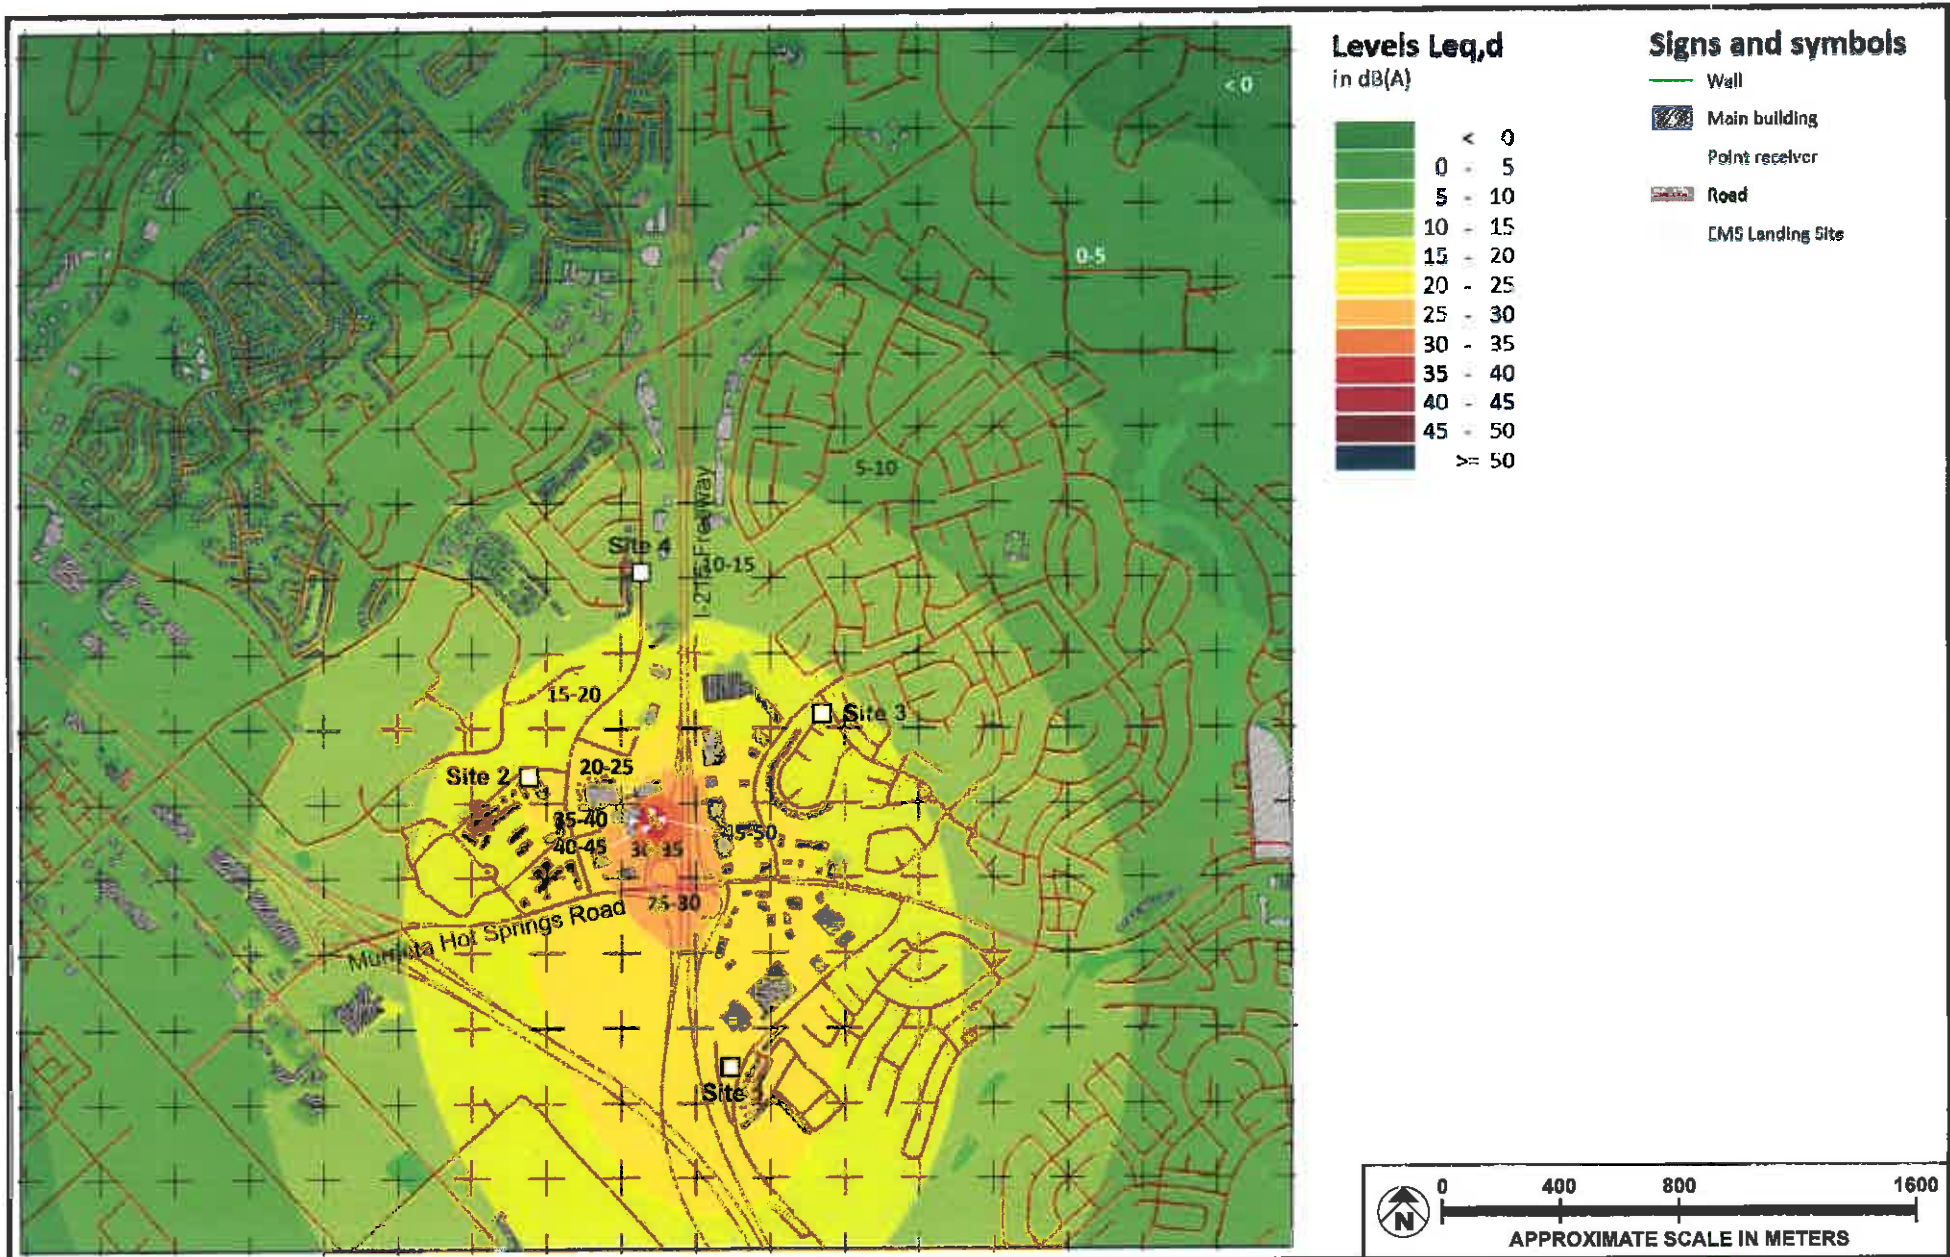 Levels Leq,d
in dB(A)
< 0
0 - 5
5 - 10
10 - 15
15 - 20
20 - 25
25 - 30
30 - 35
35 - 40
40 - 45
45 - 50
>= 50
Signs and symbols
Wall
Main building
Point receiver
Road
EMS Landing Site
< 0
0-5
5-10
I-215 Freeway
Site 4
10-15
15-20
Site 3
Site 2
20-25
35-40
45-50
40-45
30-35
25-30
Murrieta Hot Springs Road
Site
N
0 400 800 1600
APPROXIMATE SCALE IN METERS